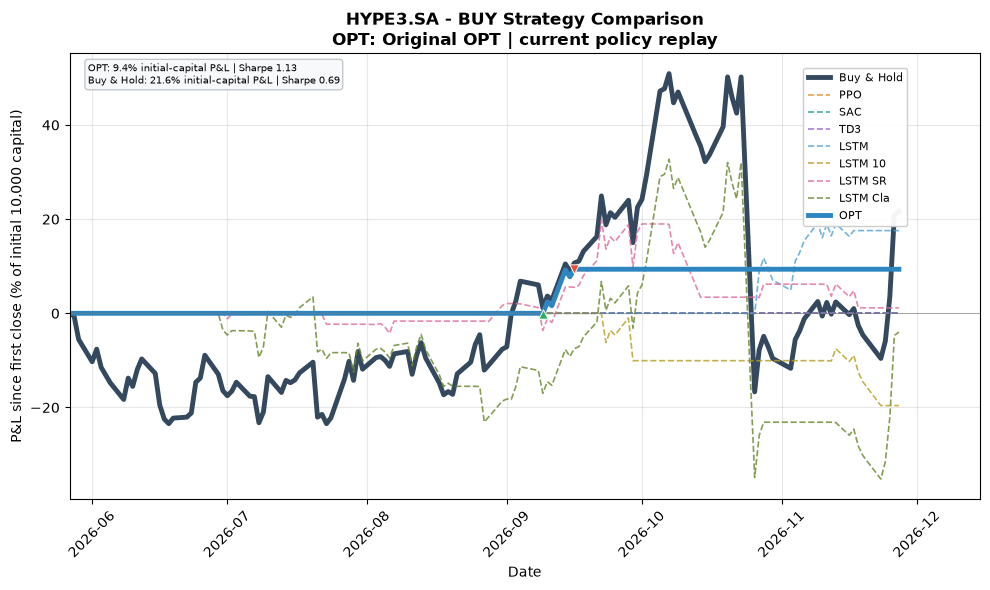 HYPE3.SA - BUY Strategy Comparison
OPT: Original OPT | current policy replay
OPT: 9.4% initial-capital P&L | Sharpe 1.13
Buy & Hold: 21.6% initial-capital P&L | Sharpe 0.69
Buy & Hold
PPO
SAC
TD3
LSTM
LSTM 10
LSTM SR
LSTM Cla
OPT
P&L since first close (% of initial 10,000 capital)
40
20
0
−20
2026-06
2026-07
2026-08
2026-09
2026-10
2026-11
2026-12
Date